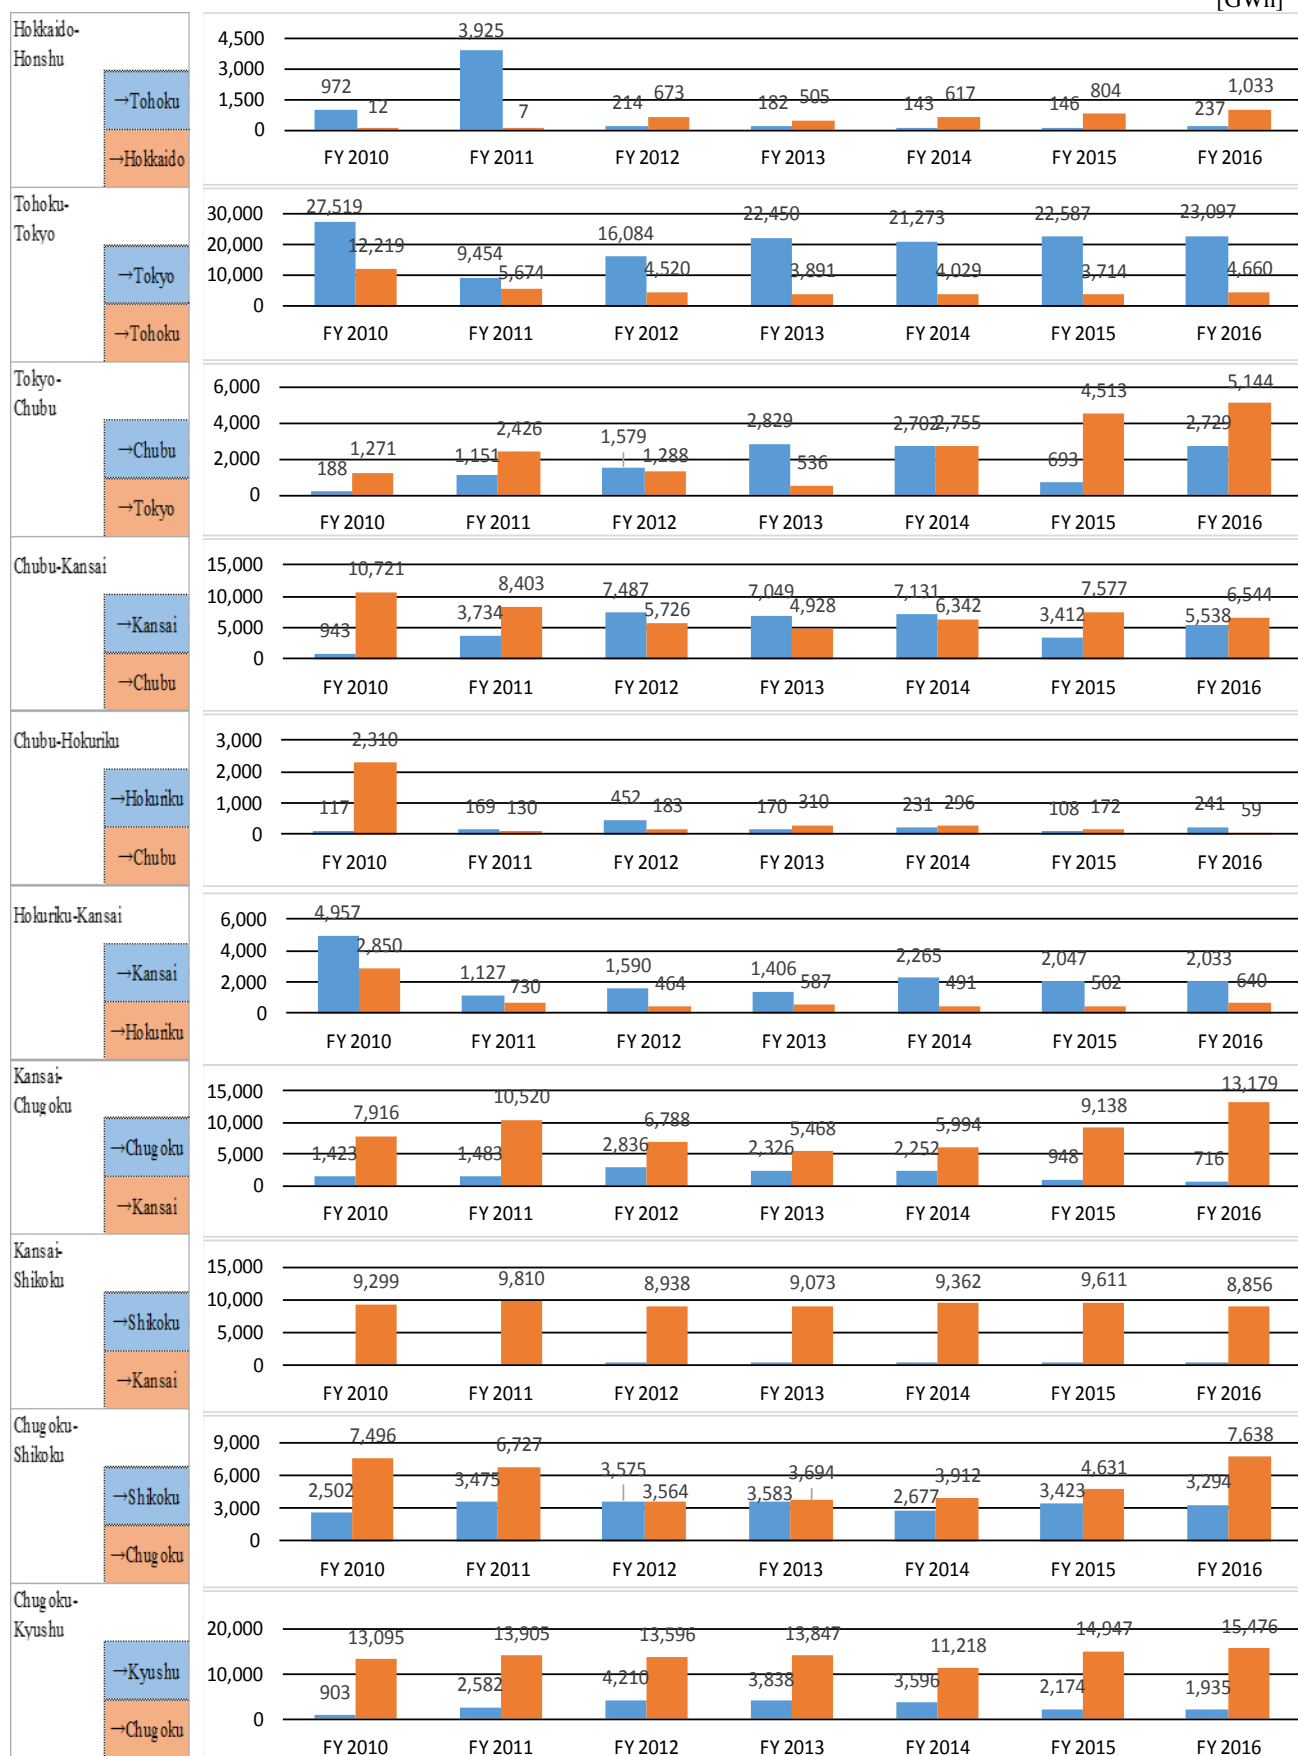 [GWh]
Hokkaido-
Honshu
→Tohoku
→Hokkaido
4,500
3,000
1,500
0
972
12
3,925
7
214
673
182
505
143
617
146
804
237
1,033
FY 2010
FY 2011
FY 2012
FY 2013
FY 2014
FY 2015
FY 2016
Tohoku-
Tokyo
→Tokyo
→Tohoku
30,000
20,000
10,000
0
27,519
12,219
9,454
5,674
16,084
4,520
22,450
3,891
21,273
4,029
22,587
3,714
23,097
4,660
FY 2010
FY 2011
FY 2012
FY 2013
FY 2014
FY 2015
FY 2016
Tokyo-
Chubu
→Chubu
→Tokyo
6,000
4,000
2,000
0
188
1,271
1,151
2,426
1,579
1,288
2,829
536
2,702
2,755
693
4,513
2,729
5,144
FY 2010
FY 2011
FY 2012
FY 2013
FY 2014
FY 2015
FY 2016
Chubu-Kansai
→Kansai
→Chubu
15,000
10,000
5,000
0
943
10,721
3,734
8,403
7,487
5,726
7,049
4,928
7,131
6,342
3,412
7,577
5,538
6,544
FY 2010
FY 2011
FY 2012
FY 2013
FY 2014
FY 2015
FY 2016
Chubu-Hokuriku
→Hokuriku
→Chubu
3,000
2,000
1,000
0
117
2,310
169
130
452
183
170
310
231
296
108
172
241
59
FY 2010
FY 2011
FY 2012
FY 2013
FY 2014
FY 2015
FY 2016
Hokuriku-Kansai
→Kansai
→Hokuriku
6,000
4,000
2,000
0
4,957
2,850
1,127
730
1,590
464
1,406
587
2,265
491
2,047
502
2,033
640
FY 2010
FY 2011
FY 2012
FY 2013
FY 2014
FY 2015
FY 2016
Kansai-
Chugoku
→Chugoku
→Kansai
15,000
10,000
5,000
0
1,423
7,916
1,483
10,520
2,836
6,788
2,326
5,468
2,252
5,994
948
9,138
716
13,179
FY 2010
FY 2011
FY 2012
FY 2013
FY 2014
FY 2015
FY 2016
Kansai-
Shikoku
→Shikoku
→Kansai
15,000
10,000
5,000
0
9,299
9,810
8,938
9,073
9,362
9,611
8,856
FY 2010
FY 2011
FY 2012
FY 2013
FY 2014
FY 2015
FY 2016
Chugoku-
Shikoku
→Shikoku
→Chugoku
9,000
6,000
3,000
0
2,502
7,496
3,475
6,727
3,575
3,564
3,583
3,694
2,677
3,912
3,423
4,631
3,294
7,638
FY 2010
FY 2011
FY 2012
FY 2013
FY 2014
FY 2015
FY 2016
Chugoku-
Kyushu
→Kyushu
→Chugoku
20,000
10,000
0
903
13,095
2,582
13,905
4,210
13,596
3,838
13,847
3,596
11,218
2,174
14,947
1,935
15,476
FY 2010
FY 2011
FY 2012
FY 2013
FY 2014
FY 2015
FY 2016